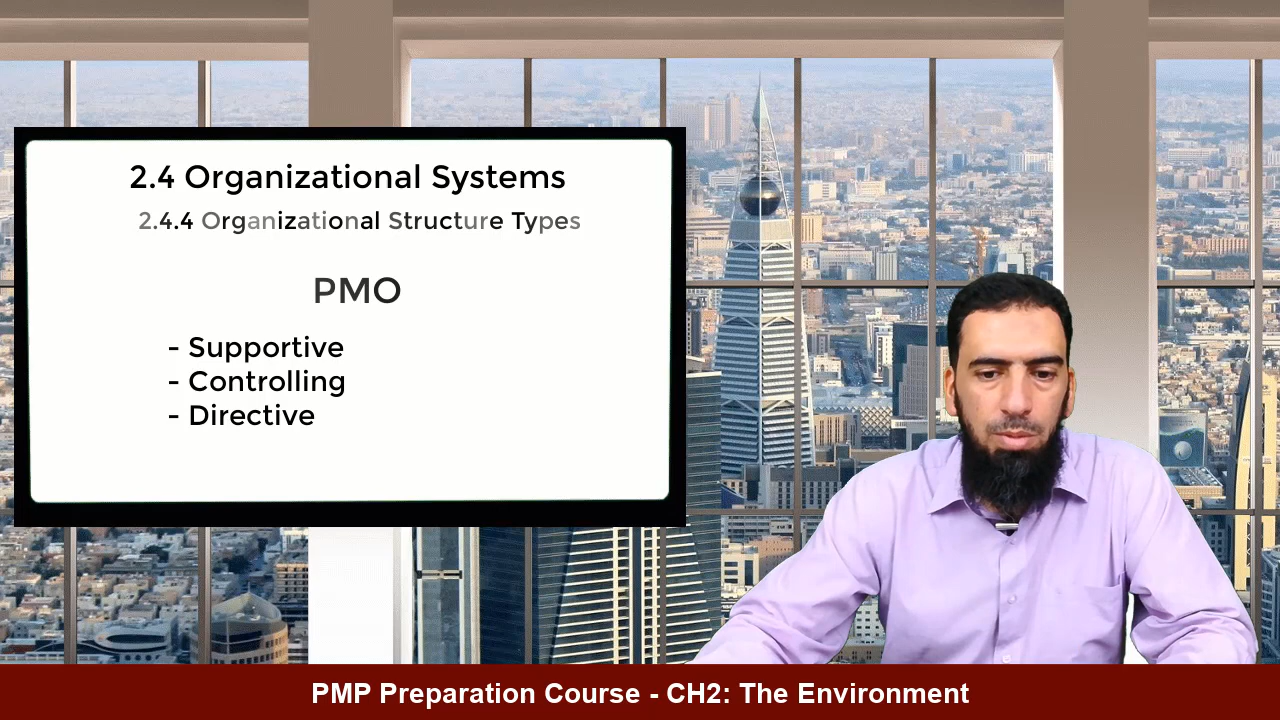 2.4 Organizational Systems
2.4.4 Organizational Structure Types
PMO
- Supportive
- Controlling
- Directive
PMP Preparation Course - CH2: The Environment